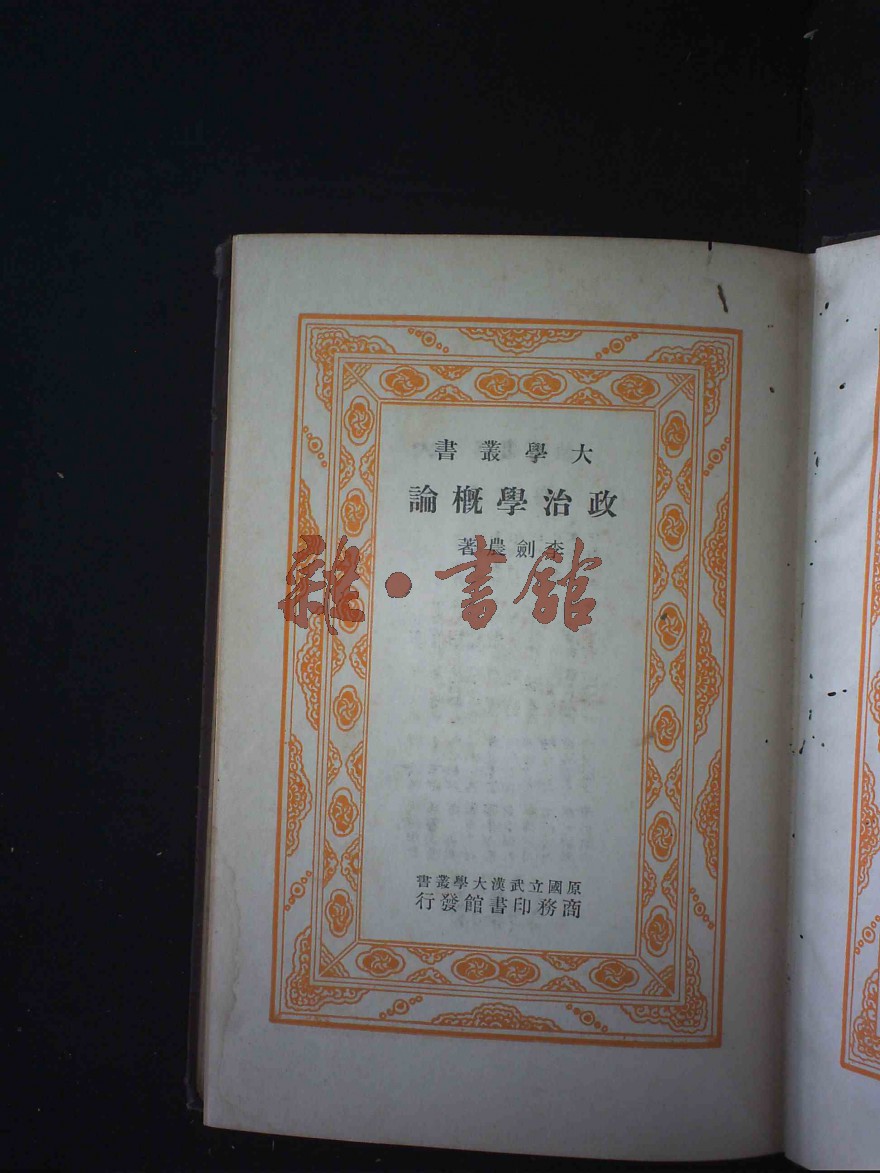 大學叢書
政治學概論
李劍農著
雜·書館
原國立武漢大學叢書
商務印書館發行